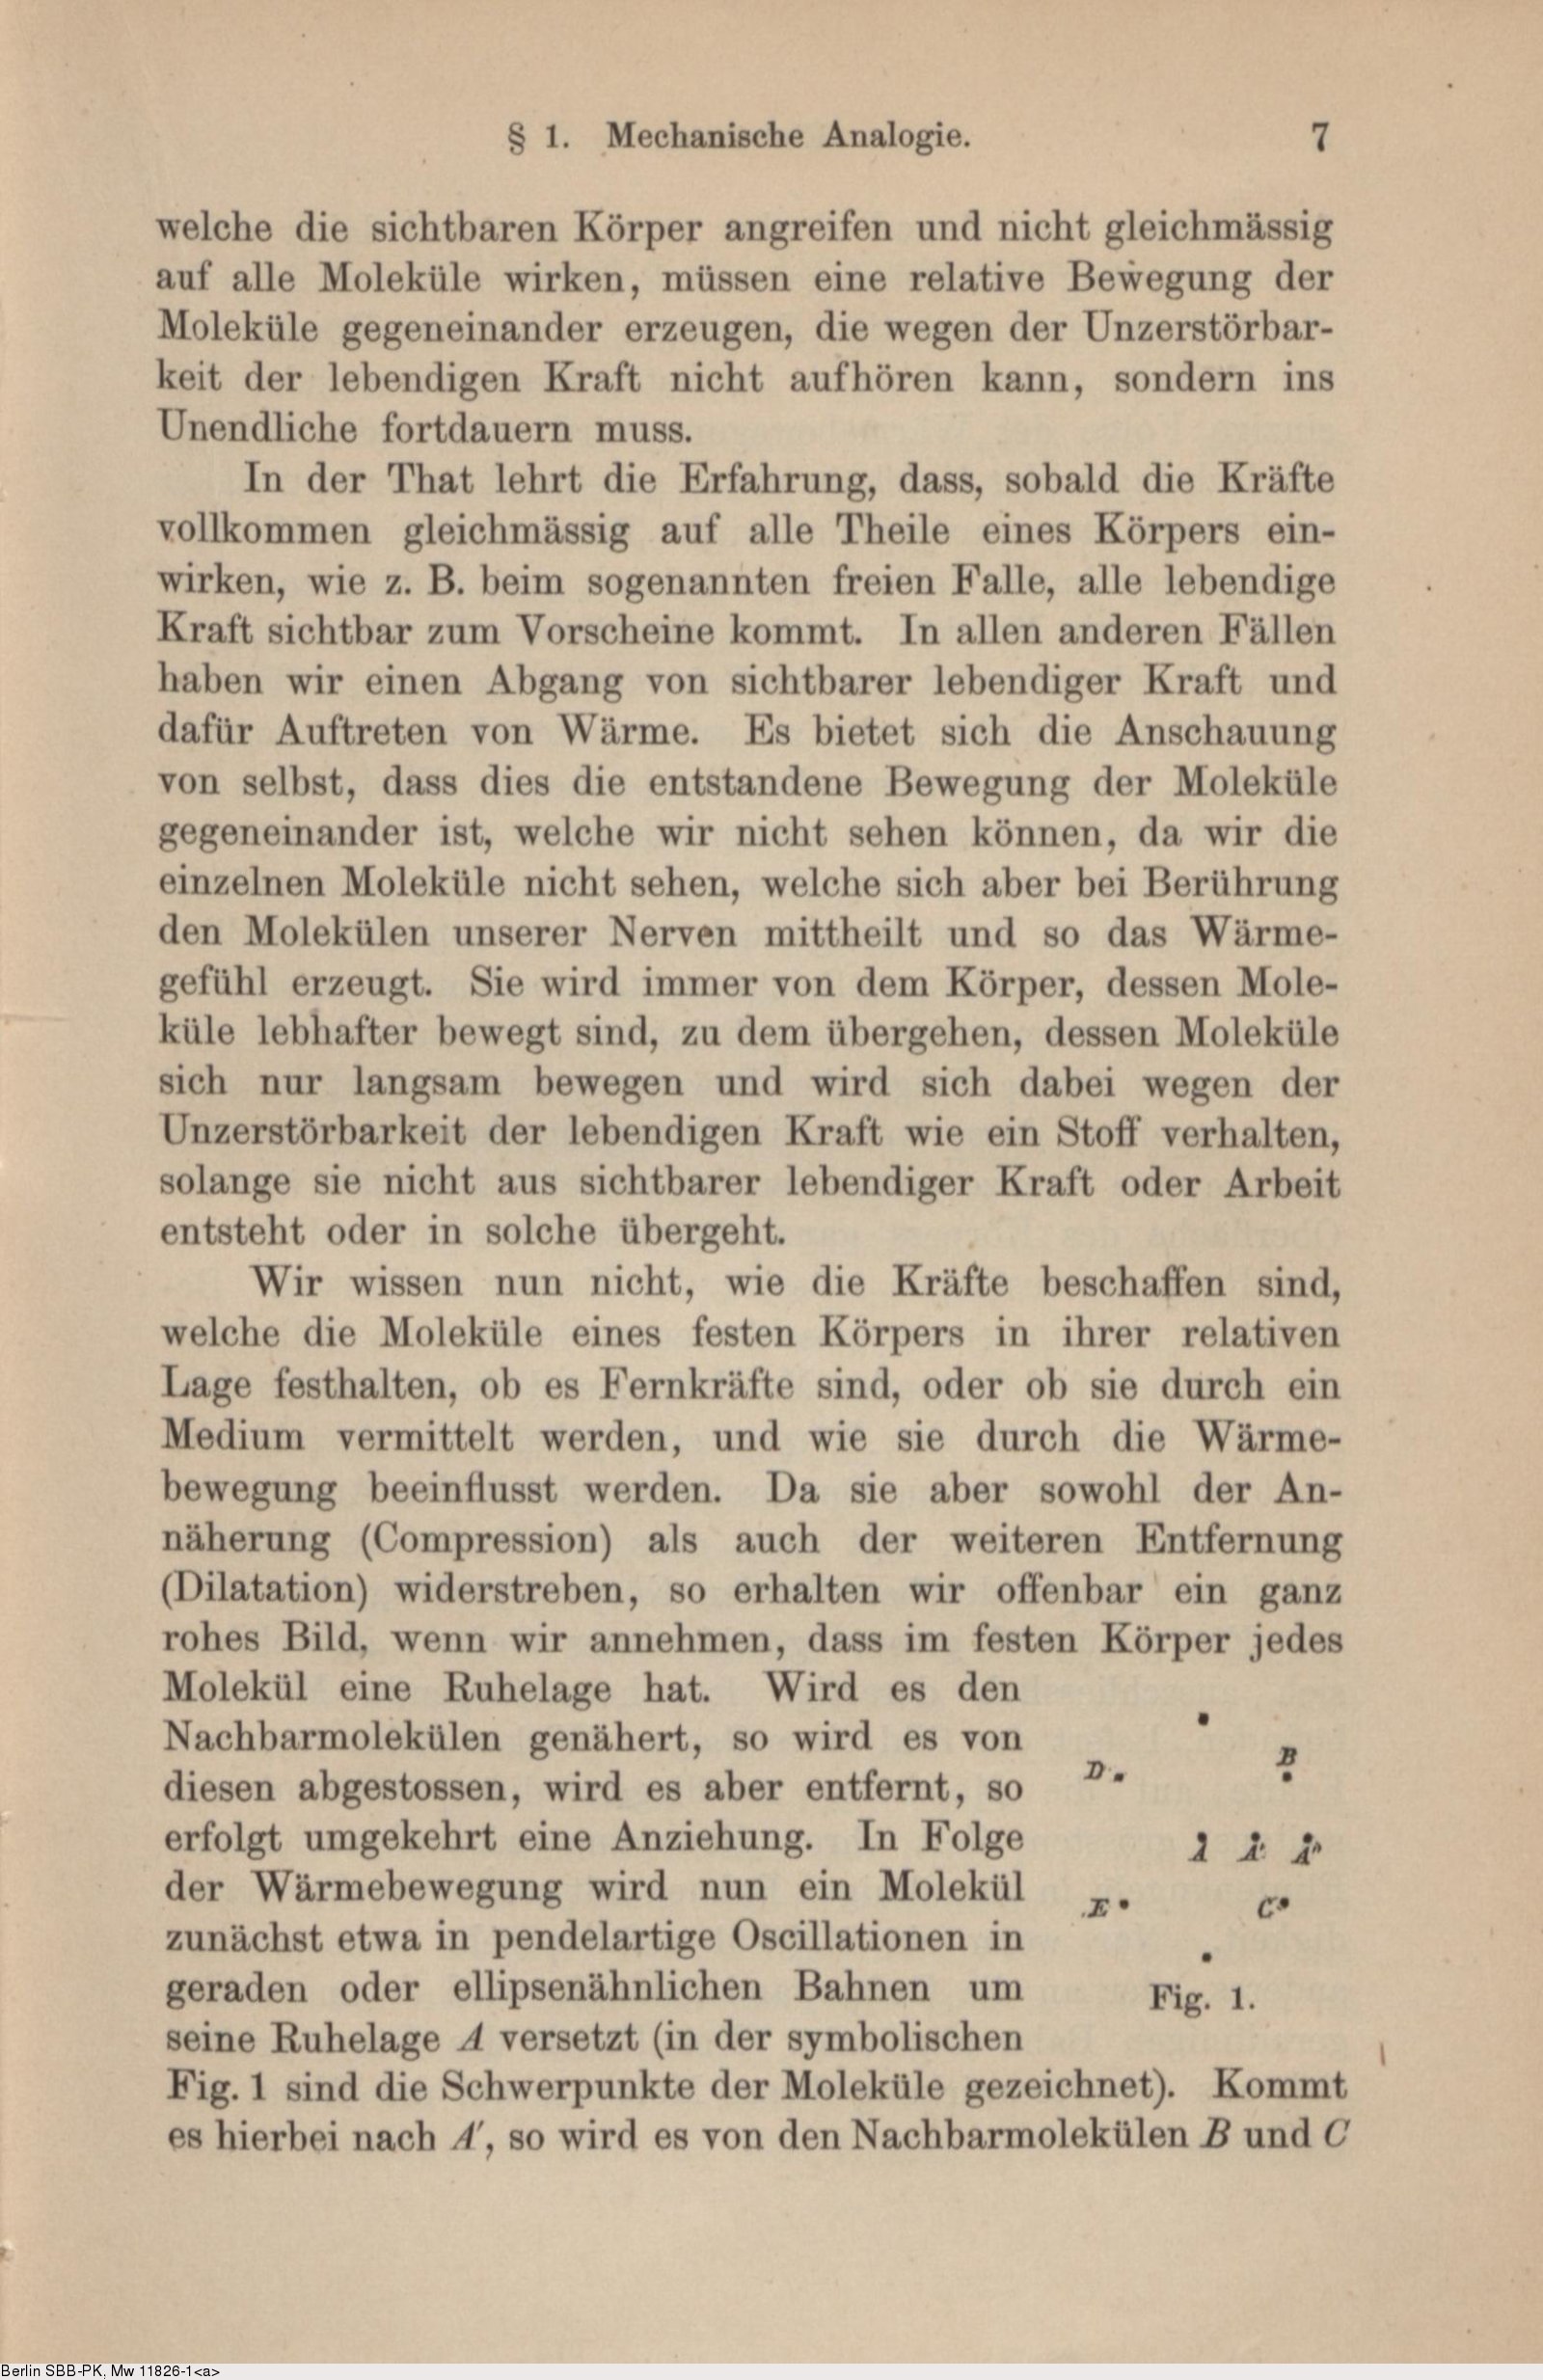 § 1. Mechanische Analogie. 7
welche die sichtbaren Körper angreifen und nicht gleichmässig
auf alle Moleküle wirken, müssen eine relative Bewegung der
Moleküle gegeneinander erzeugen, die wegen der Unzerstörbar-
keit der lebendigen Kraft nicht aufhören kann, sondern ins
Unendliche fortdauern muss.
In der That lehrt die Erfahrung, dass, sobald die Kräfte
vollkommen gleichmässig auf alle Theile eines Körpers ein-
wirken, wie z. B. beim sogenannten freien Falle, alle lebendige
Kraft sichtbar zum Vorscheine kommt. In allen anderen Fällen
haben wir einen Abgang von sichtbarer lebendiger Kraft und
dafür Auftreten von Wärme. Es bietet sich die Anschauung
von selbst, dass dies die entstandene Bewegung der Moleküle
gegeneinander ist, welche wir nicht sehen können, da wir die
einzelnen Moleküle nicht sehen, welche sich aber bei Berührung
den Molekülen unserer Nerven mittheilt und so das Wärme-
gefühl erzeugt. Sie wird immer von dem Körper, dessen Mole-
küle lebhafter bewegt sind, zu dem übergehen, dessen Moleküle
sich nur langsam bewegen und wird sich dabei wegen der
Unzerstörbarkeit der lebendigen Kraft wie ein Stoff verhalten,
solange sie nicht aus sichtbarer lebendiger Kraft oder Arbeit
entsteht oder in solche übergeht.
Wir wissen nun nicht, wie die Kräfte beschaffen sind,
welche die Moleküle eines festen Körpers in ihrer relativen
Lage festhalten, ob es Fernkräfte sind, oder ob sie durch ein
Medium vermittelt werden, und wie sie durch die Wärme-
bewegung beeinflusst werden. Da sie aber sowohl der An-
näherung (Compression) als auch der weiteren Entfernung
(Dilatation) widerstreben, so erhalten wir offenbar ein ganz
rohes Bild, wenn wir annehmen, dass im festen Körper jedes
Molekül eine Ruhelage hat. Wird es den
Nachbarmolekülen genähert, so wird es von
diesen abgestossen, wird es aber entfernt, so
erfolgt umgekehrt eine Anziehung. In Folge
der Wärmebewegung wird nun ein Molekül
zunächst etwa in pendelartige Oscillationen in
geraden oder ellipsenähnlichen Bahnen um
seine Ruhelage A versetzt (in der symbolischen
D B
E C
Fig. 1.
Fig. 1 sind die Schwerpunkte der Moleküle gezeichnet). Kommt
es hierbei nach A′, so wird es von den Nachbarmolekülen B und C
Berlin SBB-PK, Mw 11826-1<a>